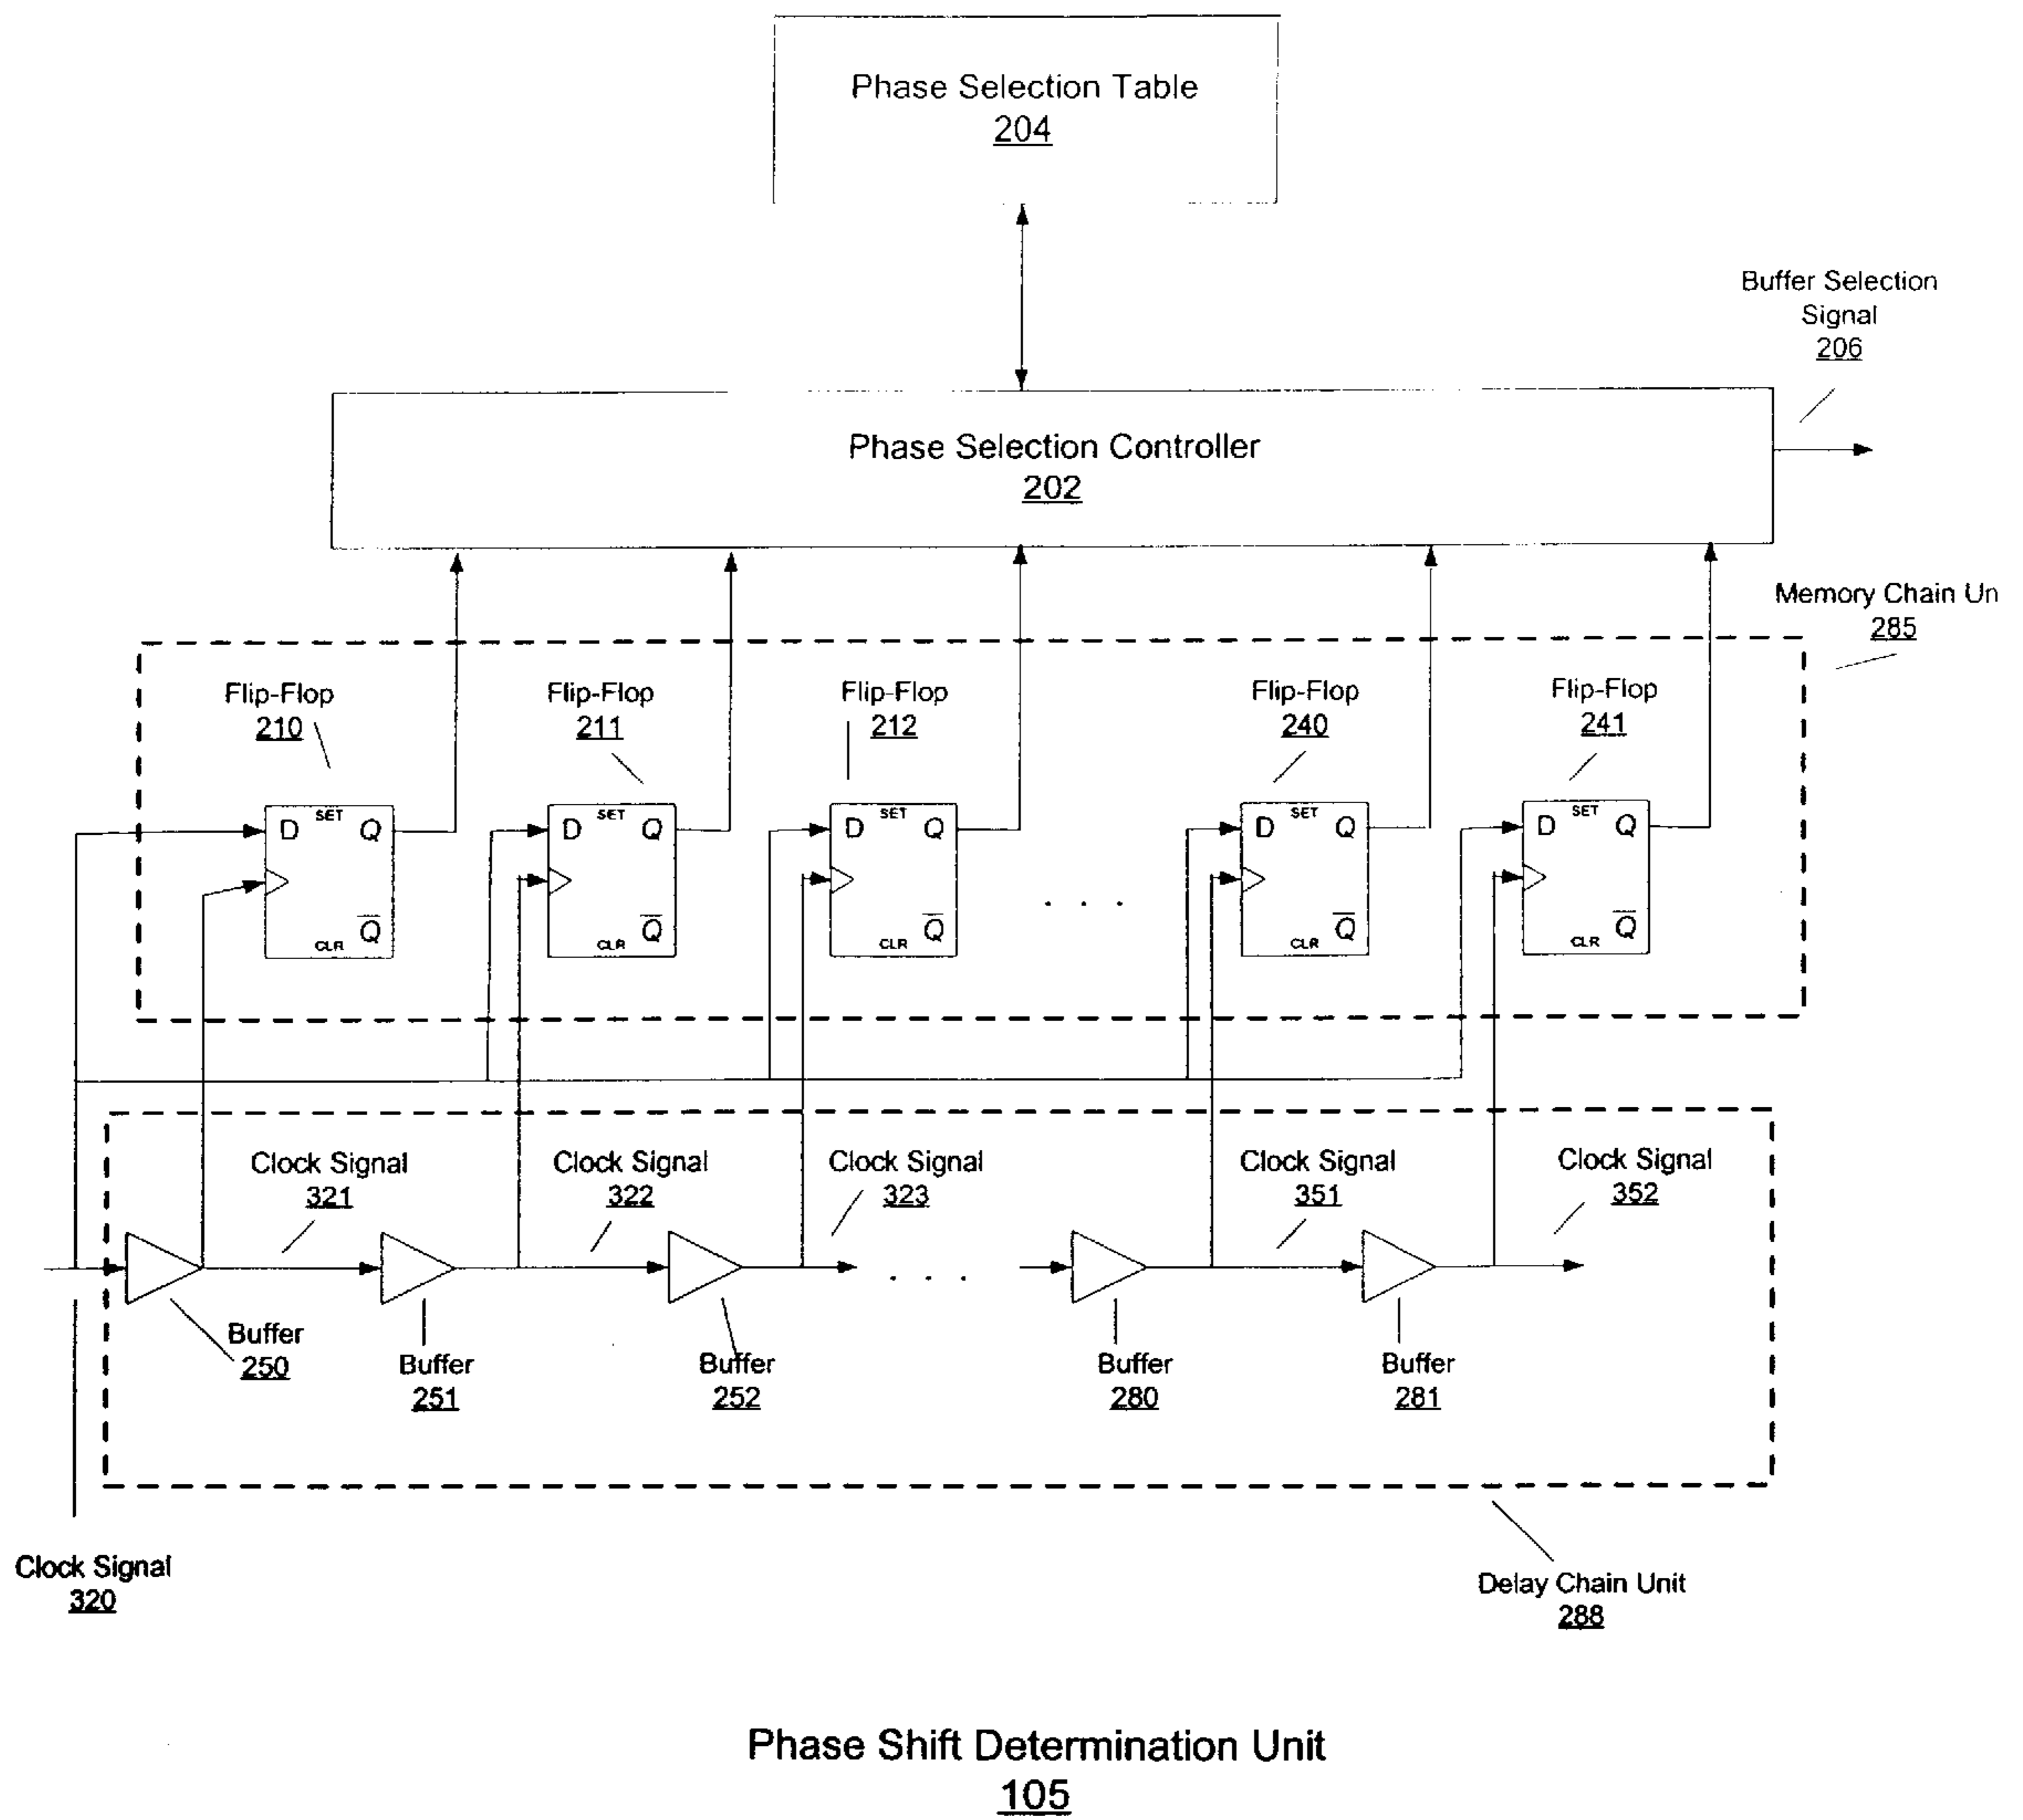 Phase Selection Table
204
Buffer Selection
Signal
206
Phase Selection Controller
202
Memory Chain Un
285
Flip-Flop
210
Flip-Flop
211
Flip-Flop
212
Flip-Flop
240
Flip-Flop
241
SET
D Q
Q
CLR
SET
D Q
Q
CLR
SET
D Q
Q
CLR
. . .
SET
D Q
Q
CLR
SET
D Q
Q
CLR
Clock Signal
321
Clock Signal
322
Clock Signal
323
Clock Signal
351
Clock Signal
352
. . .
Buffer
250
Buffer
251
Buffer
252
Buffer
280
Buffer
281
Clock Signal
320
Delay Chain Unit
288
Phase Shift Determination Unit
105